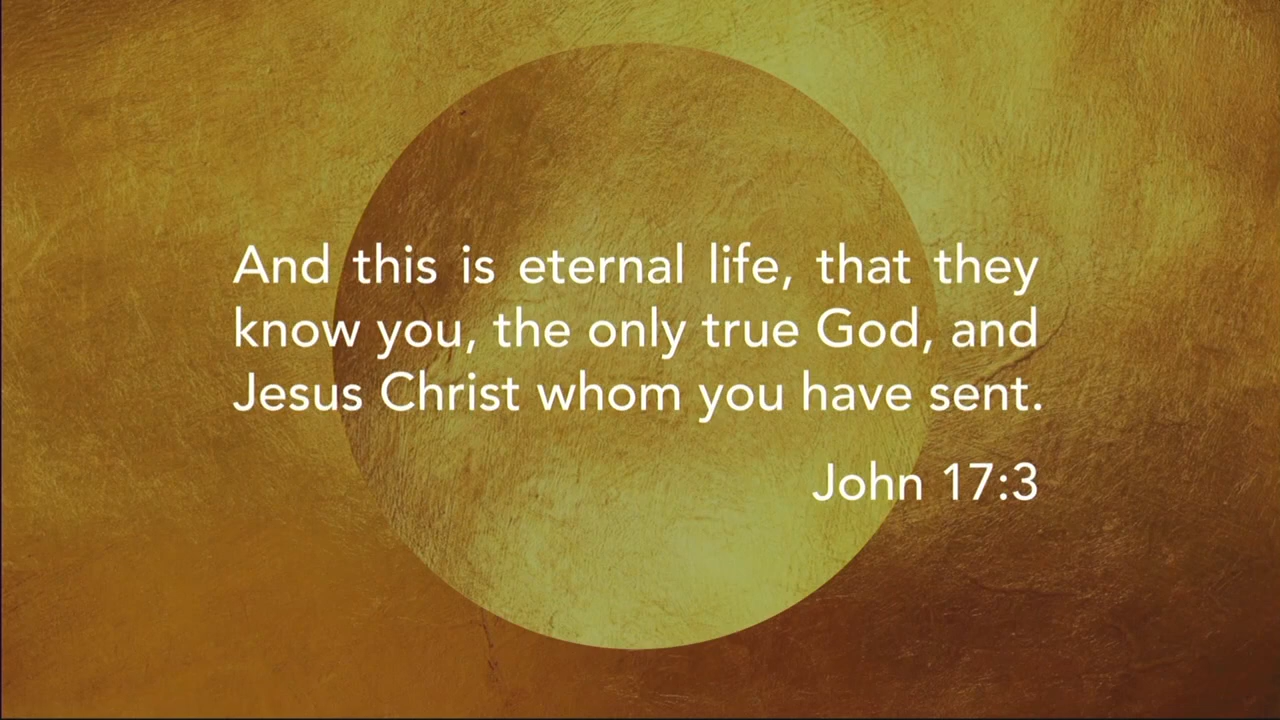 And this is eternal life, that they
know you, the only true God, and
Jesus Christ whom you have sent.
John 17:3